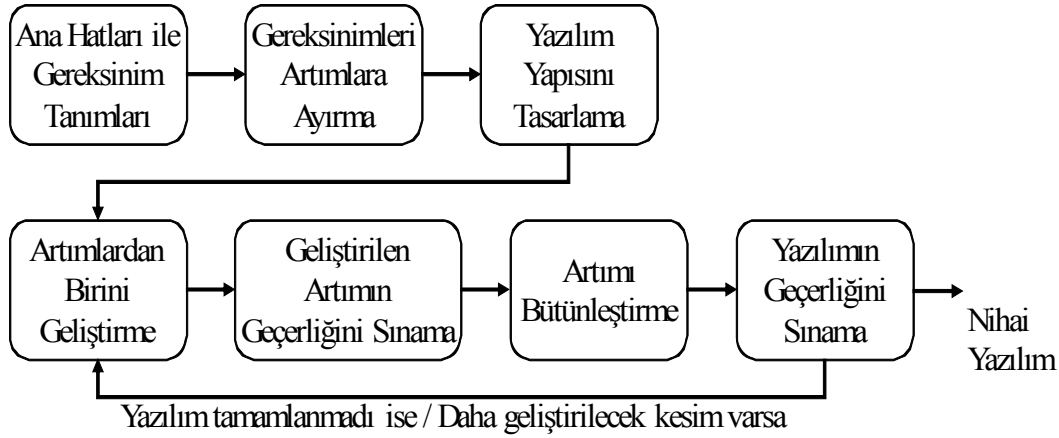 Ana Hatları ile
Gereksinim
Tanımları
Gereksinimleri
Artımlara
Ayırma
Yazılım
Yapısını
Tasarlama
Artımlardan
Birini
Geliştirme
Geliştirilen
Artımın
Geçerliğini Sınama
Artımı
Bütünleştirme
Yazılımın
Geçerliğini
Sınama
Nihai
Yazılım
Yazılım tamamlanmadı ise / Daha geliştirilecek kesim varsa